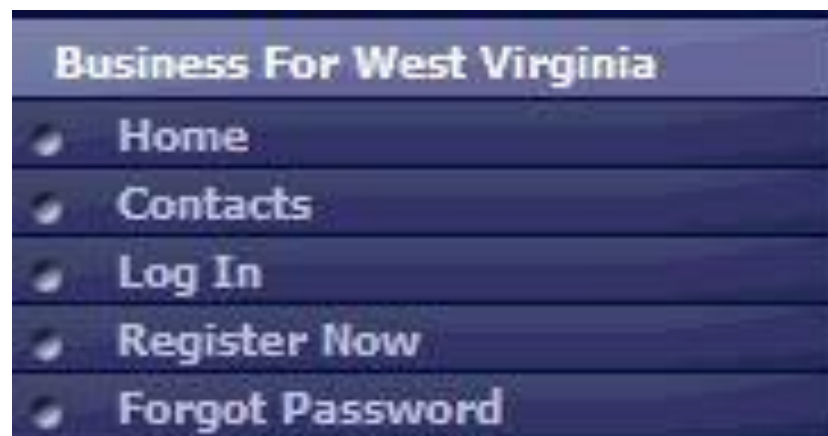 Business For West Virginia
Home
Contacts
Log In
Register Now
Forgot Password